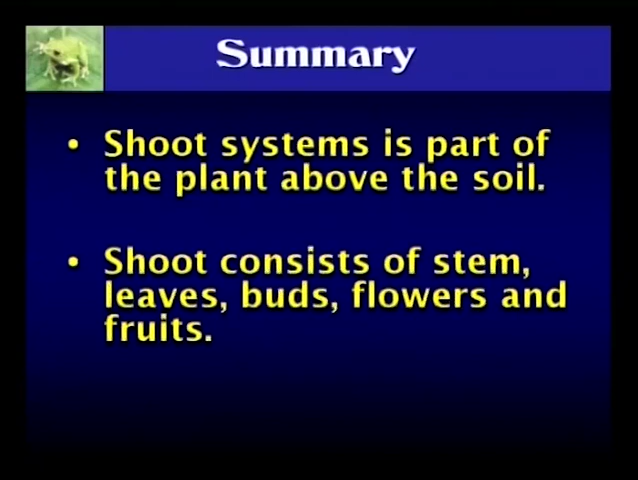 Summary
• Shoot systems is part of
the plant above the soil.
• Shoot consists of stem,
leaves, buds, flowers and
fruits.